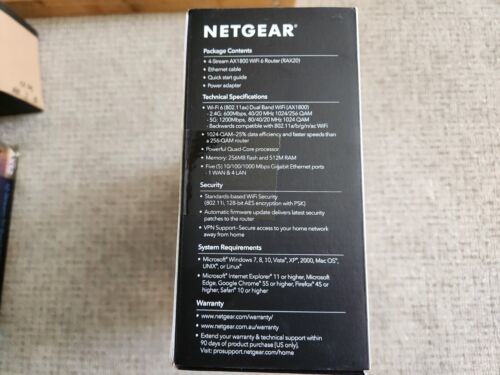 NETGEAR®
Package Contents
• 4-Stream AX1800 WiFi 6 Router (RAX20)
• Ethernet cable
• Quick start guide
• Power adapter
Technical Specifications
• Wi-Fi 6 (802.11ax) Dual Band WiFi (AX1800)
- 2.4G: 600Mbps, 40/20 MHz 1024/256 QAM
- 5G: 1200Mbps, 80/40/20 MHz 1024 QAM
- Backwards compatible with 802.11a/b/g/n/ac WiFi
• 1024-QAM–25% data efficiency and faster speeds than
a 256-QAM router
• Powerful Quad-Core processor
• Memory: 256MB flash and 512M RAM
• Five (5) 10/100/1000 Mbps Gigabit Ethernet ports
- 1 WAN & 4 LAN
Security
• Standards-based WiFi Security
(802.11i, 128-bit AES encryption with PSK)
• Automatic firmware update delivers latest security
patches to the router
• VPN Support–Secure access to your home network
away from home
System Requirements
• Microsoft® Windows 7, 8, 10, Vista®, XP®, 2000, Mac OS®,
UNIX®, or Linux®
• Microsoft® Internet Explorer® 11 or higher, Microsoft
Edge, Google Chrome® 55 or higher, Firefox® 45 or
higher, Safari® 10 or higher
Warranty
• www.netgear.com/warranty/
• www.netgear.com.au/warranty
• Extend your warranty & technical support within
90 days of product purchase [US only].
Visit: prosupport.netgear.com/home